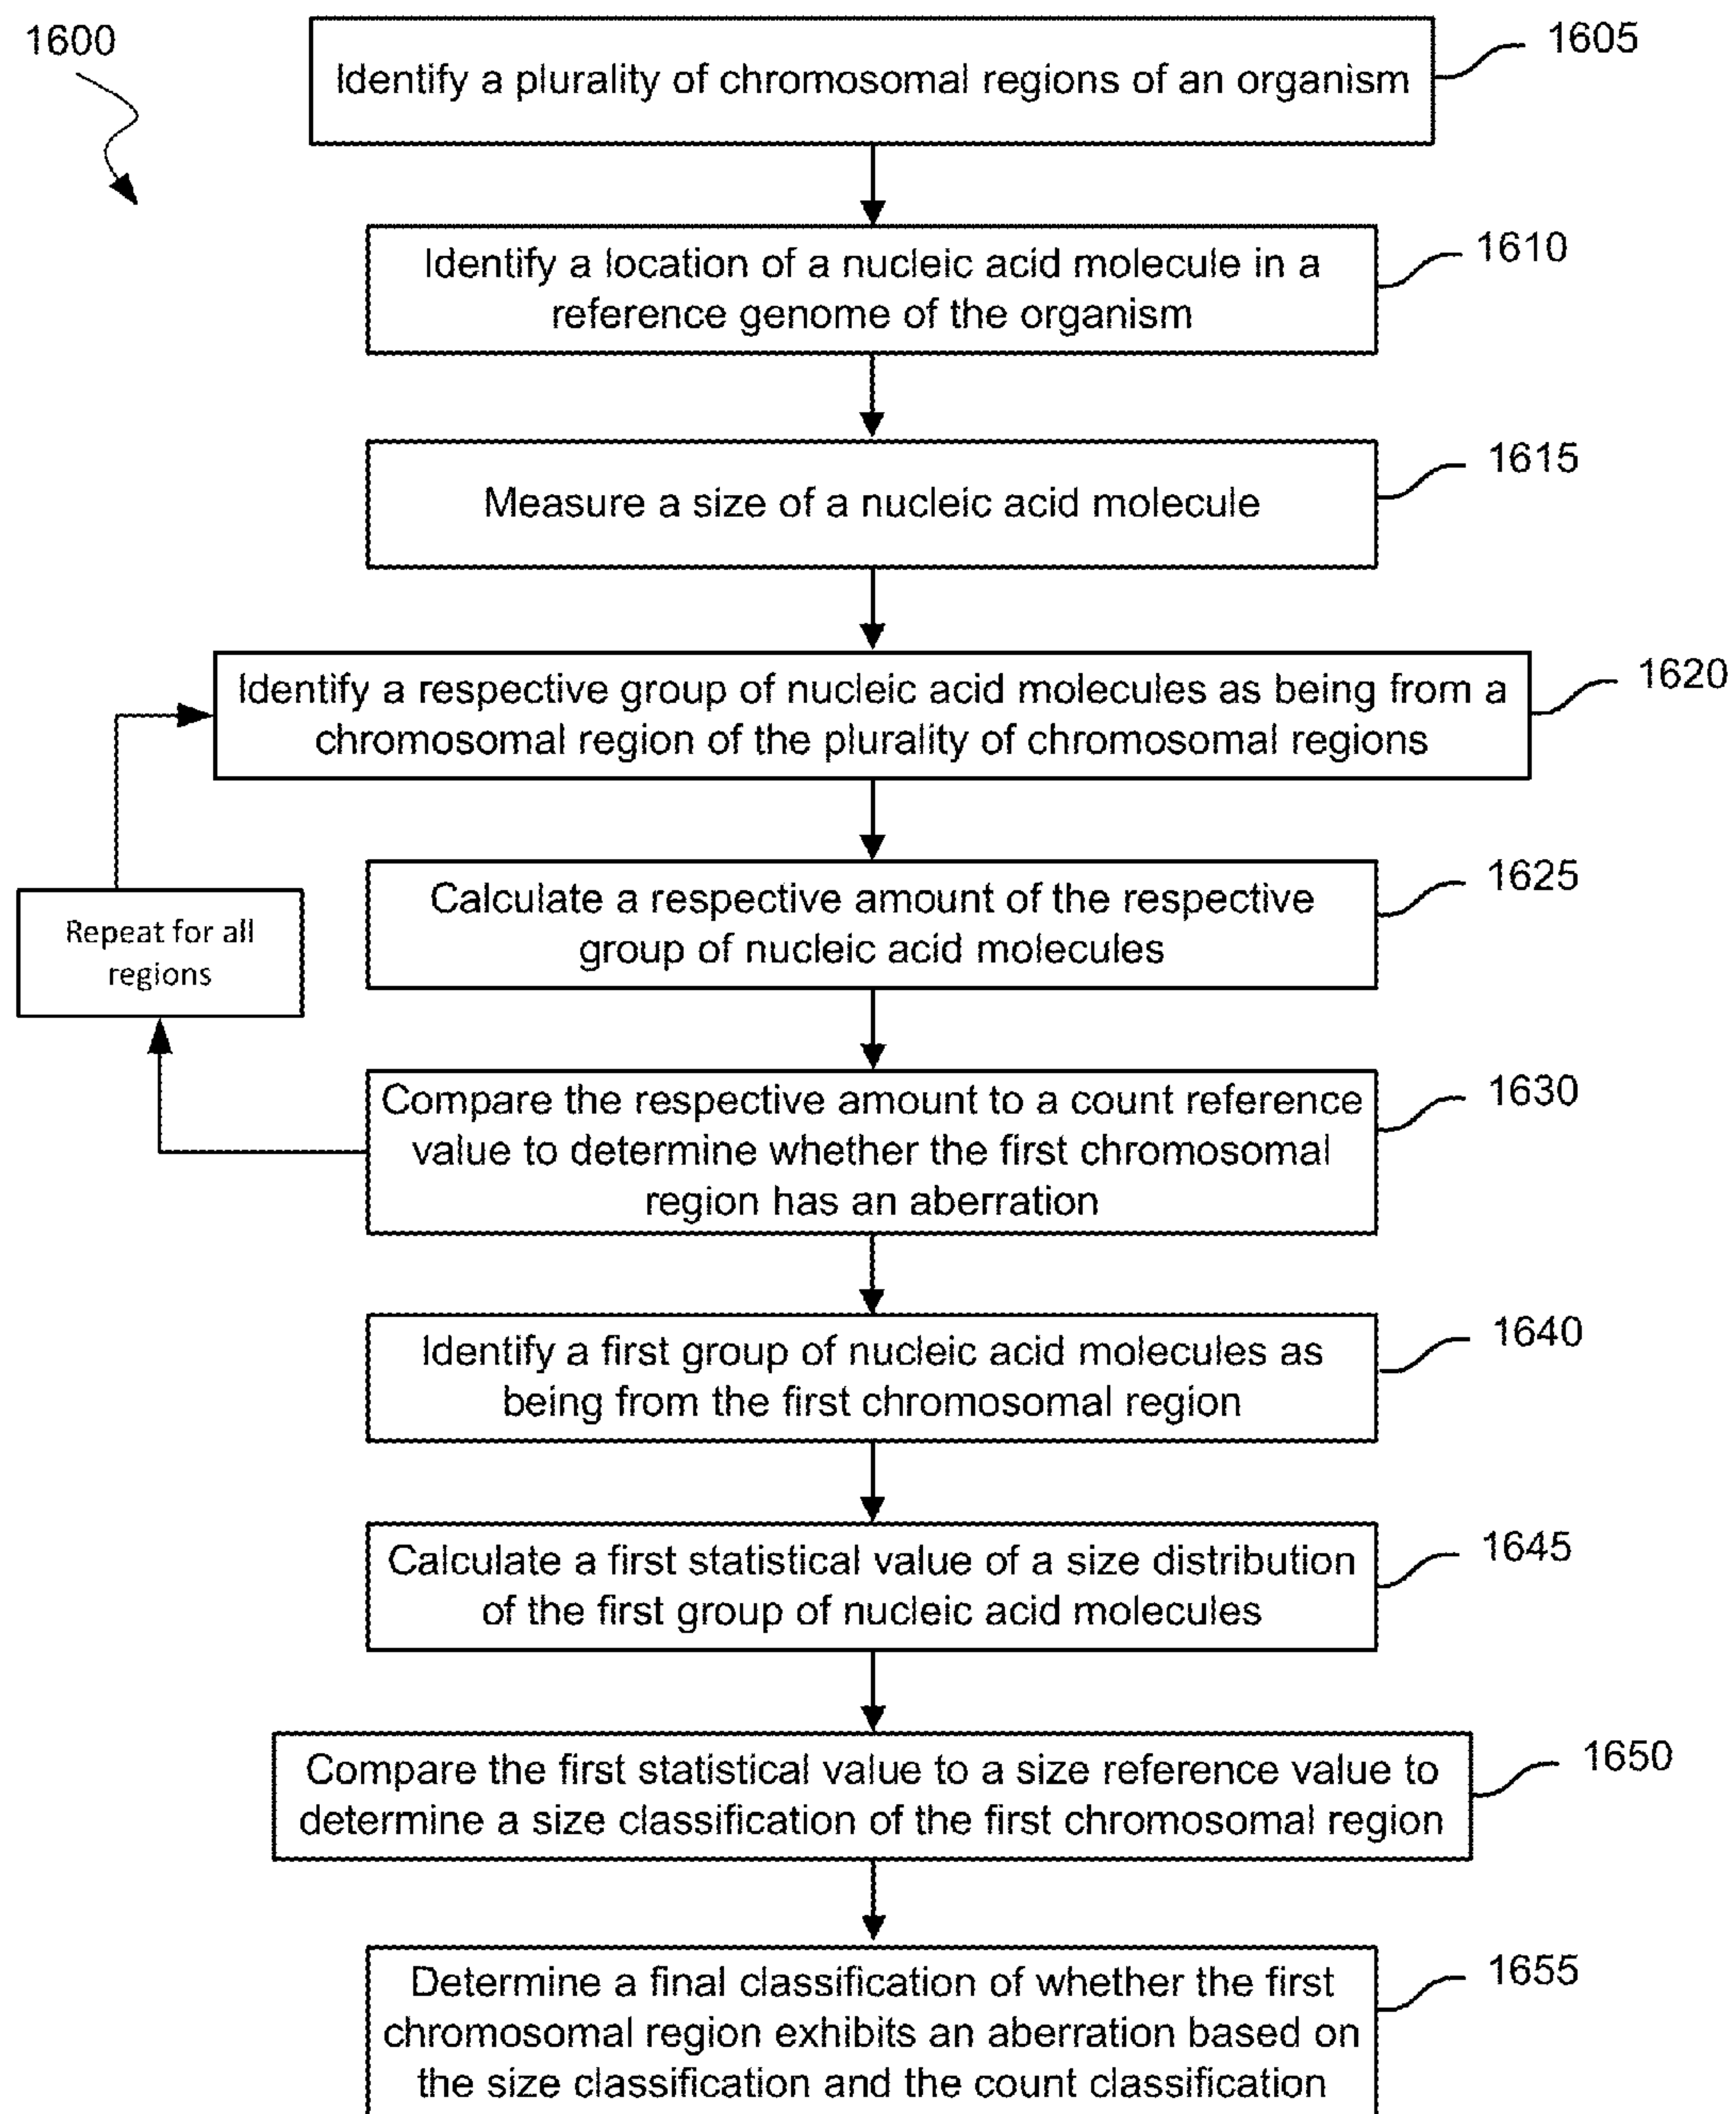 1600
Identify a plurality of chromosomal regions of an organism
1605
Identify a location of a nucleic acid molecule in a
reference genome of the organism
1610
Measure a size of a nucleic acid molecule
1615
Identify a respective group of nucleic acid molecules as being from a
chromosomal region of the plurality of chromosomal regions
1620
Calculate a respective amount of the respective
group of nucleic acid molecules
1625
Repeat for all
regions
Compare the respective amount to a count reference
value to determine whether the first chromosomal
region has an aberration
1630
Identify a first group of nucleic acid molecules as
being from the first chromosomal region
1640
Calculate a first statistical value of a size distribution
of the first group of nucleic acid molecules
1645
Compare the first statistical value to a size reference value to
determine a size classification of the first chromosomal region
1650
Determine a final classification of whether the first
chromosomal region exhibits an aberration based on
the size classification and the count classification
1655